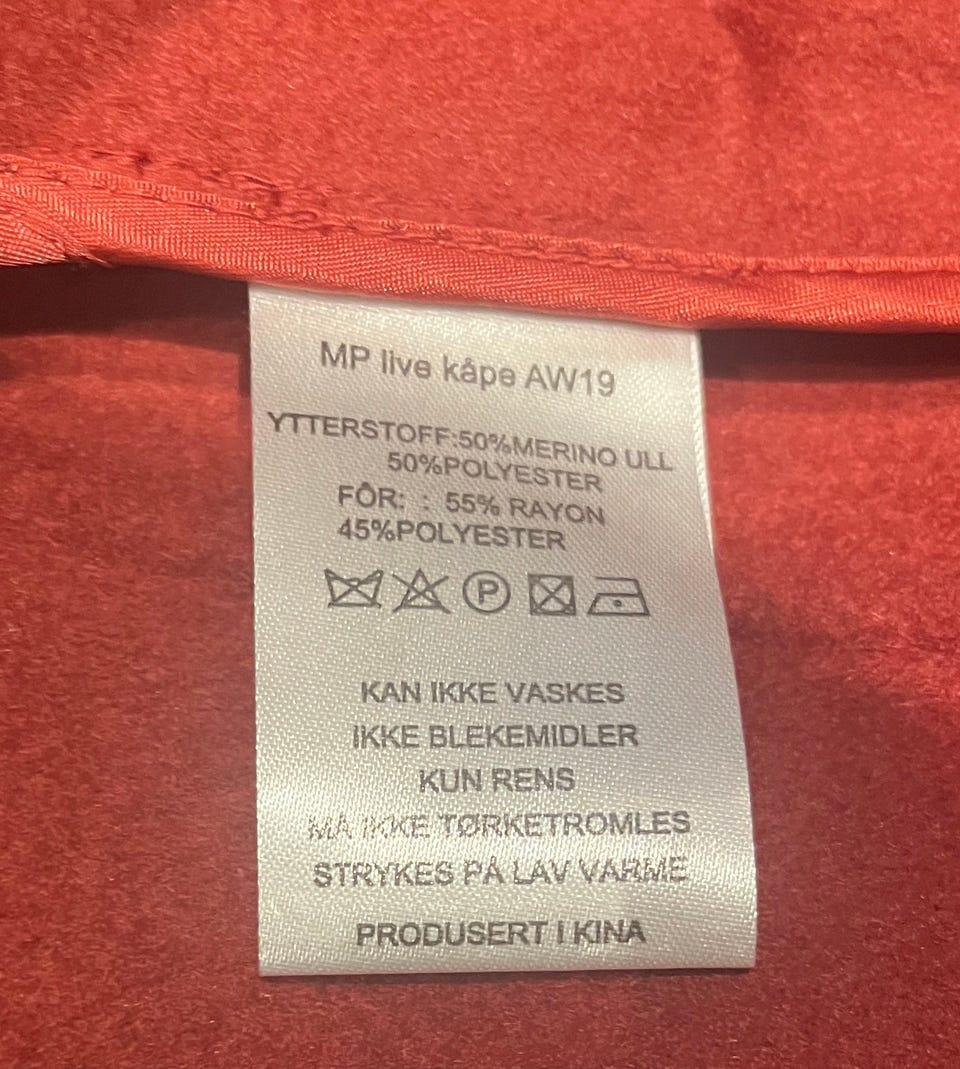 MP live kåpe AW19
YTTERSTOFF:50%MERINO ULL
50%POLYESTER
FÔR: : 55% RAYON
45%POLYESTER
P
KAN IKKE VASKES
IKKE BLEKEMIDLER
KUN RENS
MÅ IKKE TØRKETROMLES
STRYKES PÅ LAV VARME
PRODUSERT I KINA